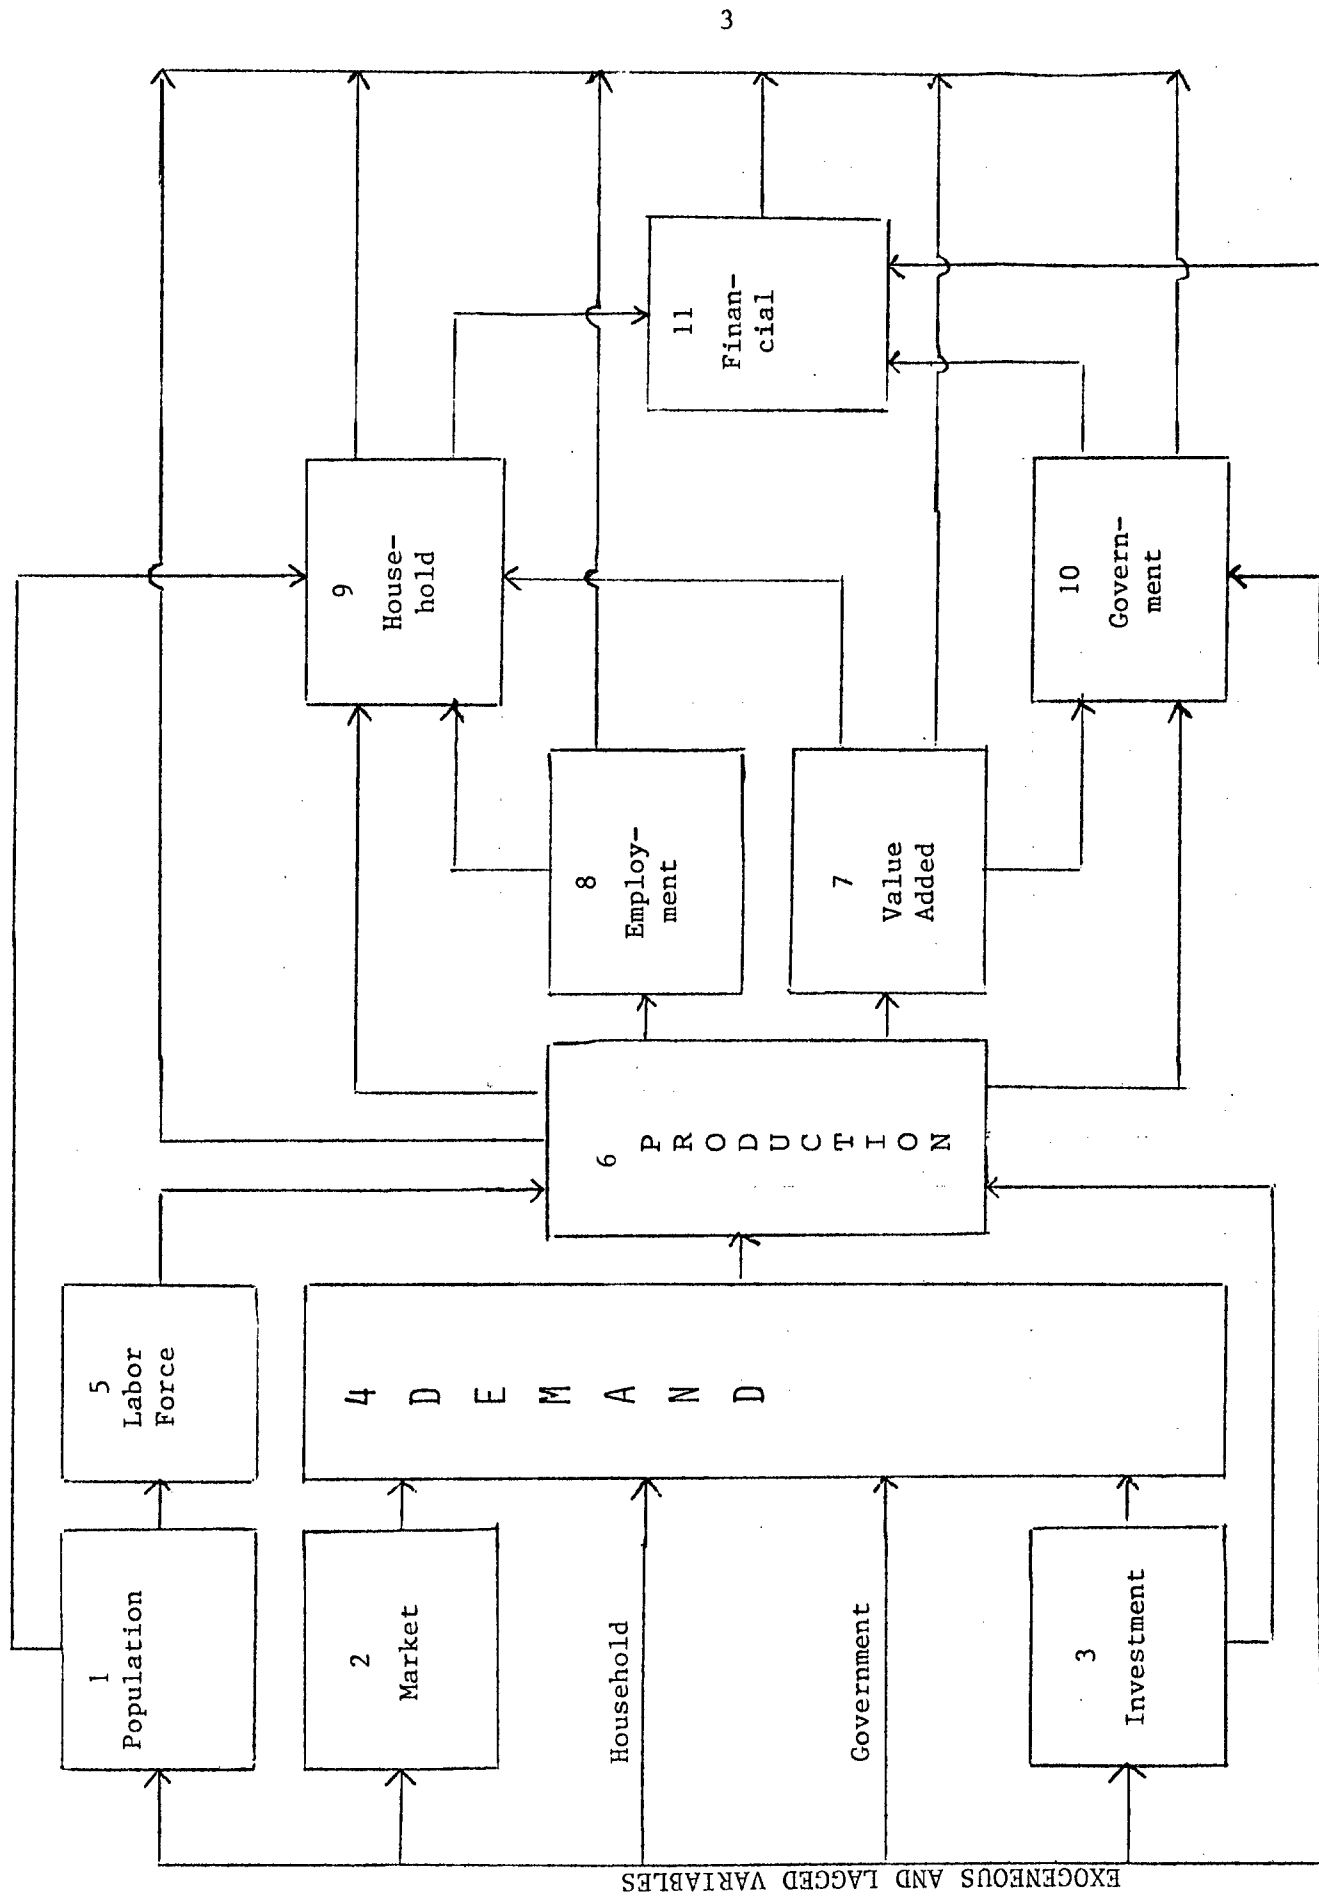 3
1
Population
5
Labor
Force
2
Market
4
D
E
M
A
N
D
Household
Government
3
Investment
6
P
R
O
D
U
C
T
I
O
N
8
Employ-
ment
7
Value
Added
9
House-
hold
10
Govern-
ment
11
Finan-
cial
EXOGENEOUS AND LAGGED VARIABLES